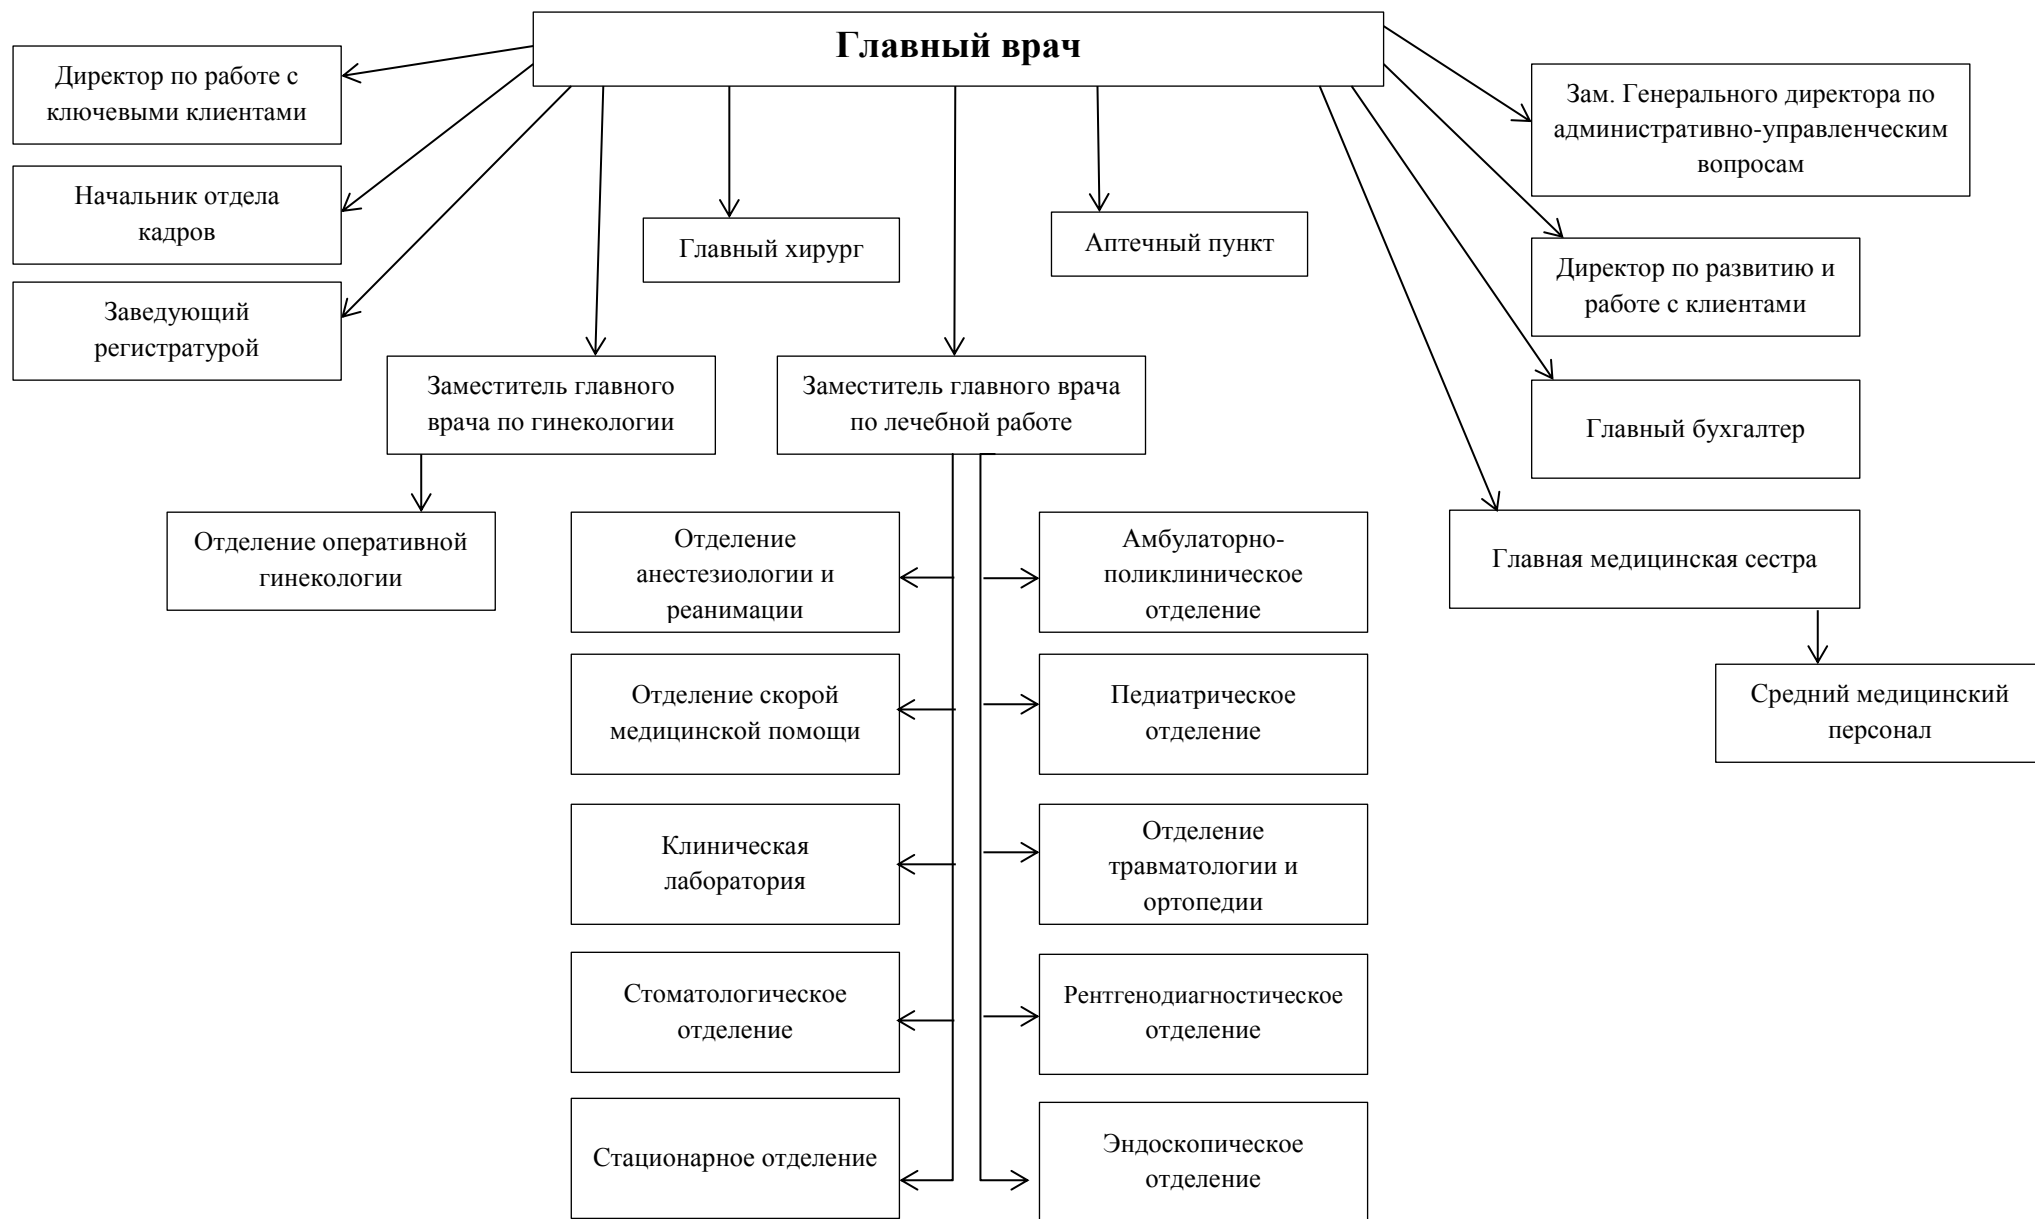 Главный врач
Директор по работе с
ключевыми клиентами
Зам. Генерального директора по
административно-управленческим
вопросам
Начальник отдела
кадров
Главный хирург
Аптечный пункт
Директор по развитию и
работе с клиентами
Заведующий
регистратурой
Заместитель главного
врача по гинекологии
Заместитель главного врача
по лечебной работе
Главный бухгалтер
Отделение оперативной
гинекологии
Отделение
анестезиологии и
реанимации
Амбулаторно-
поликлиническое
отделение
Главная медицинская сестра
Отделение скорой
медицинской помощи
Педиатрическое
отделение
Средний медицинский
персонал
Клиническая
лаборатория
Отделение
травматологии и
ортопедии
Стоматологическое
отделение
Рентгенодиагностическое
отделение
Стационарное отделение
Эндоскопическое
отделение